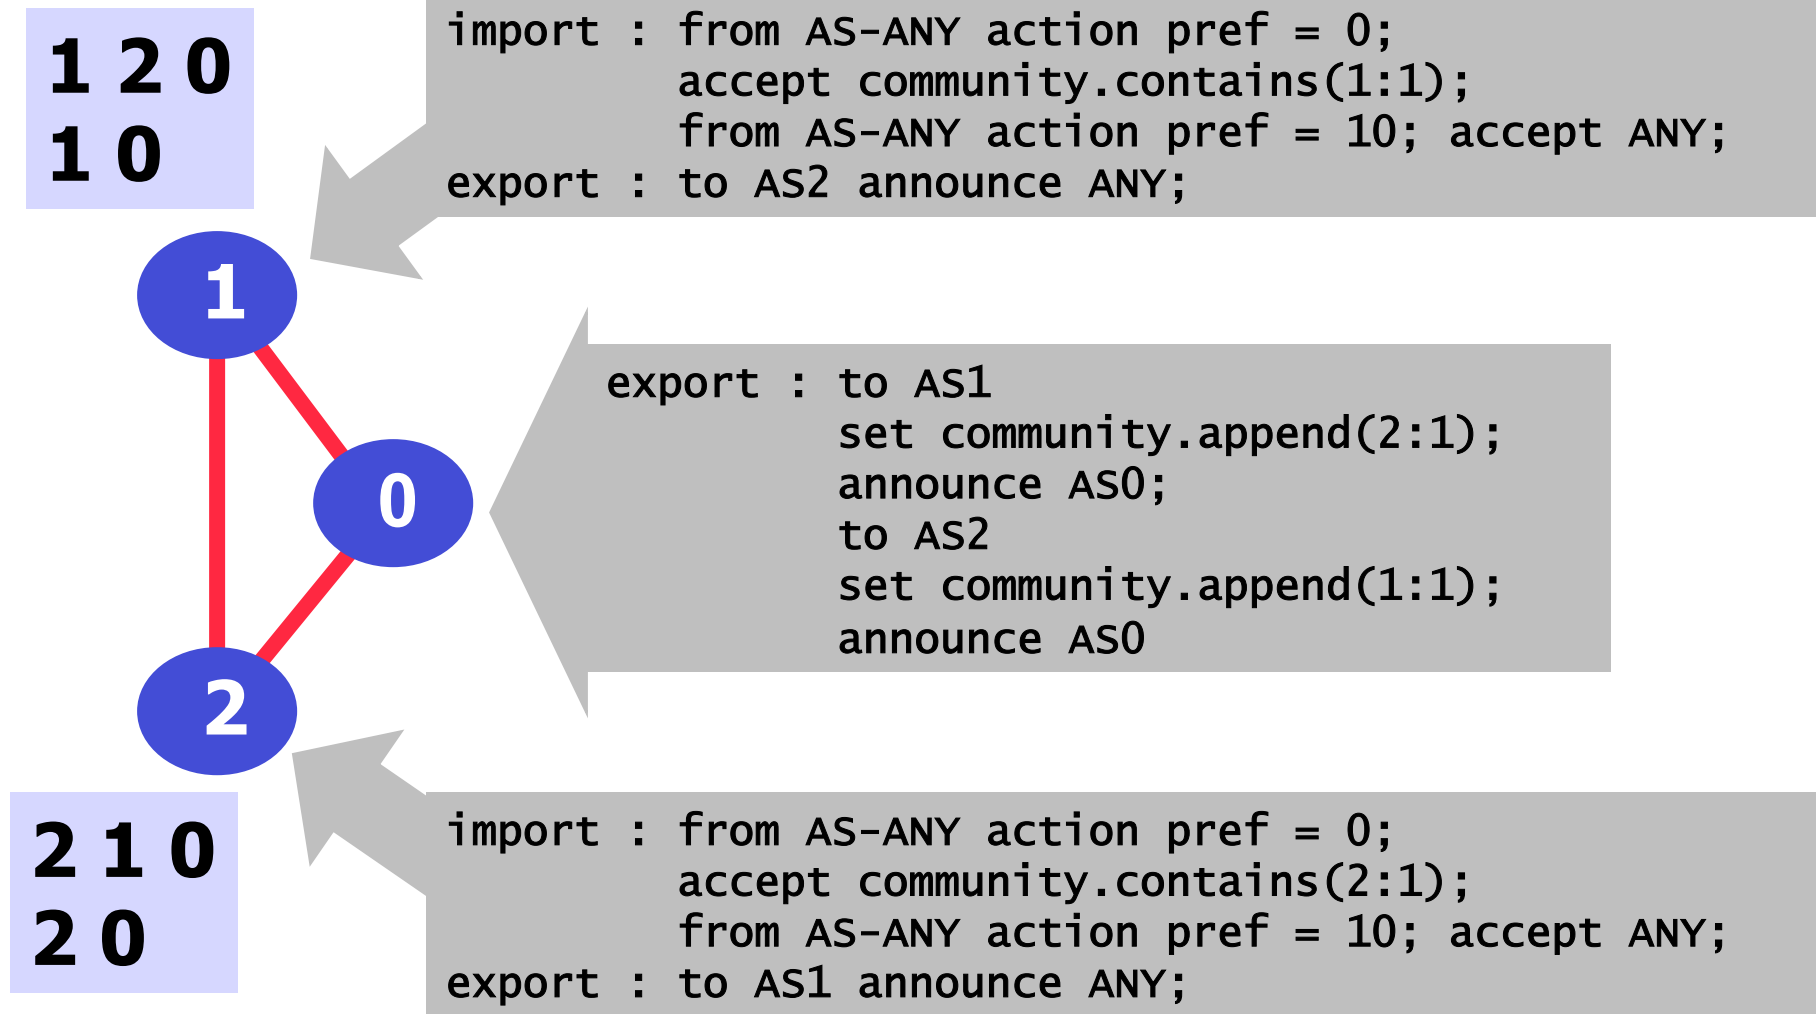 1 2 0
1 0
import : from AS-ANY action pref = 0;
accept community.contains(1:1);
from AS-ANY action pref = 10; accept ANY;
export : to AS2 announce ANY;
1
0
export : to AS1
set community.append(2:1);
announce AS0;
to AS2
set community.append(1:1);
announce AS0
2
2 1 0
2 0
import : from AS-ANY action pref = 0;
accept community.contains(2:1);
from AS-ANY action pref = 10; accept ANY;
export : to AS1 announce ANY;